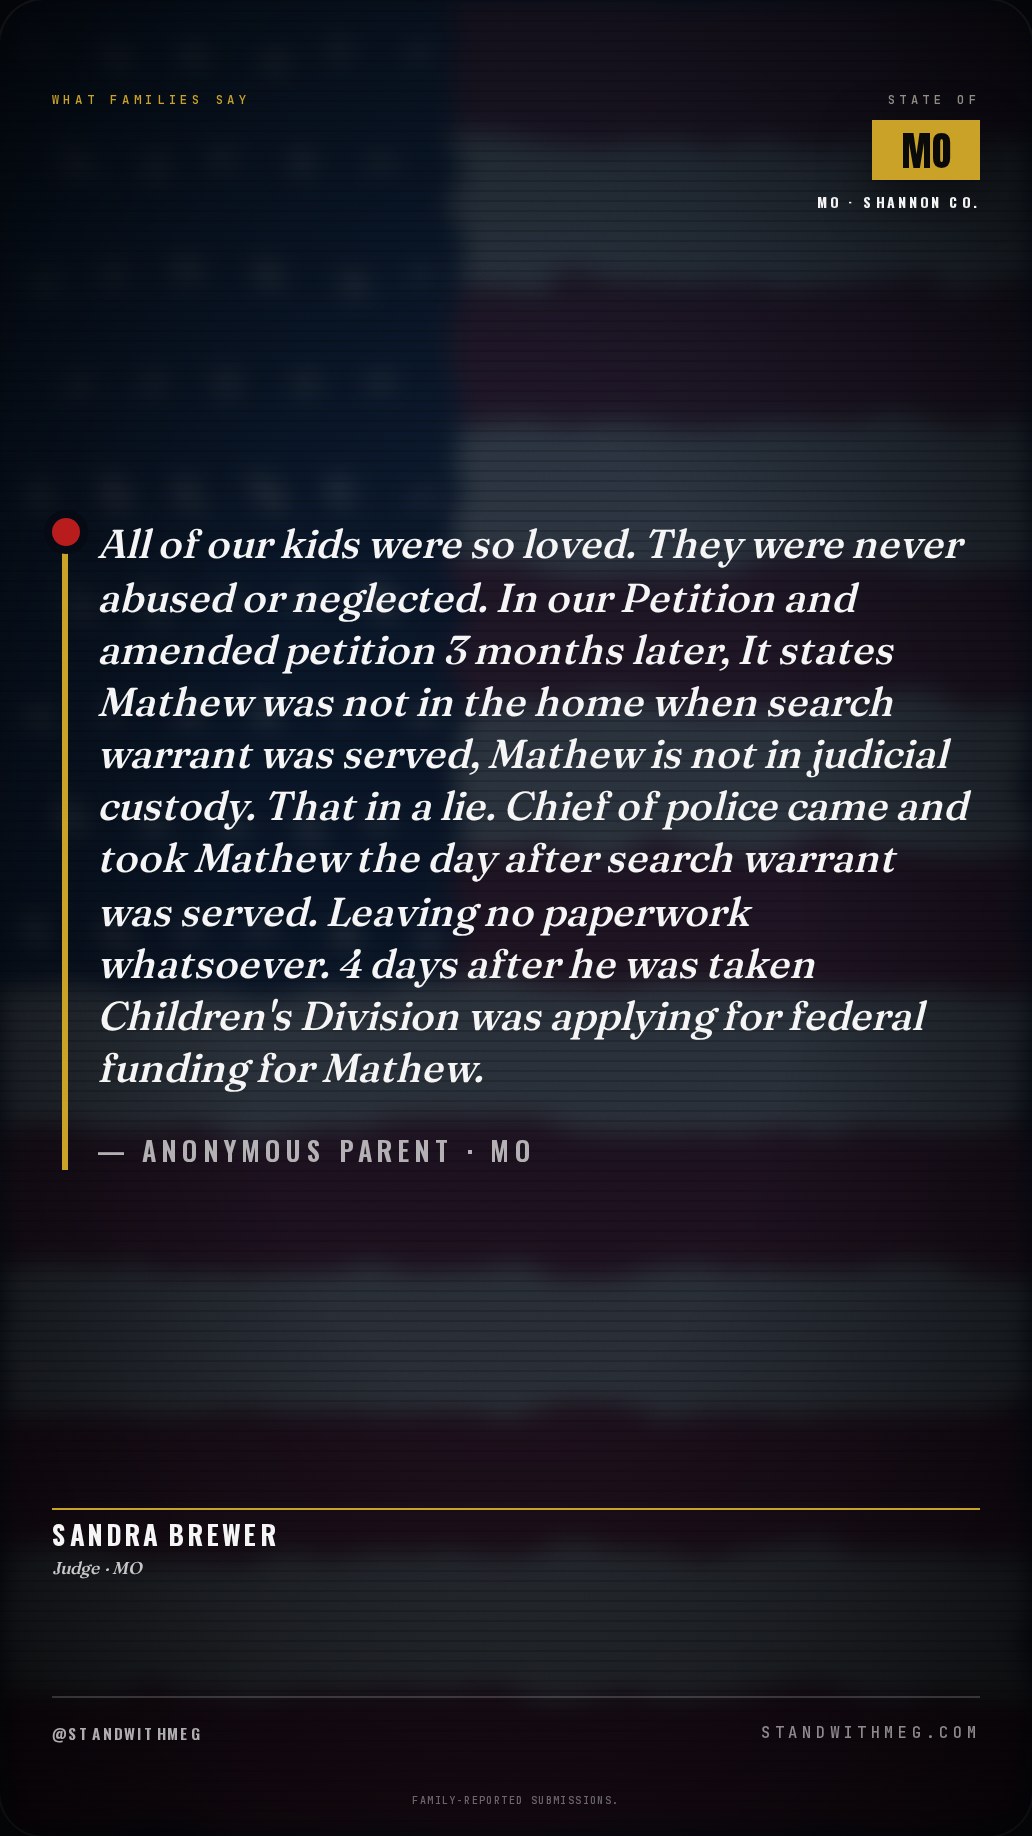 WHAT FAMILIES SAY
STATE OF
MO
MO · SHANNON CO.
All of our kids were so loved. They were never
abused or neglected. In our Petition and
amended petition 3 months later, It states
Mathew was not in the home when search
warrant was served, Mathew is not in judicial
custody. That in a lie. Chief of police came and
took Mathew the day after search warrant
was served. Leaving no paperwork
whatsoever. 4 days after he was taken
Children's Division was applying for federal
funding for Mathew.
— ANONYMOUS PARENT · MO
SANDRA BREWER
Judge · MO
@STANDWITHMEG
STANDWITHMEG.COM
FAMILY-REPORTED SUBMISSIONS.